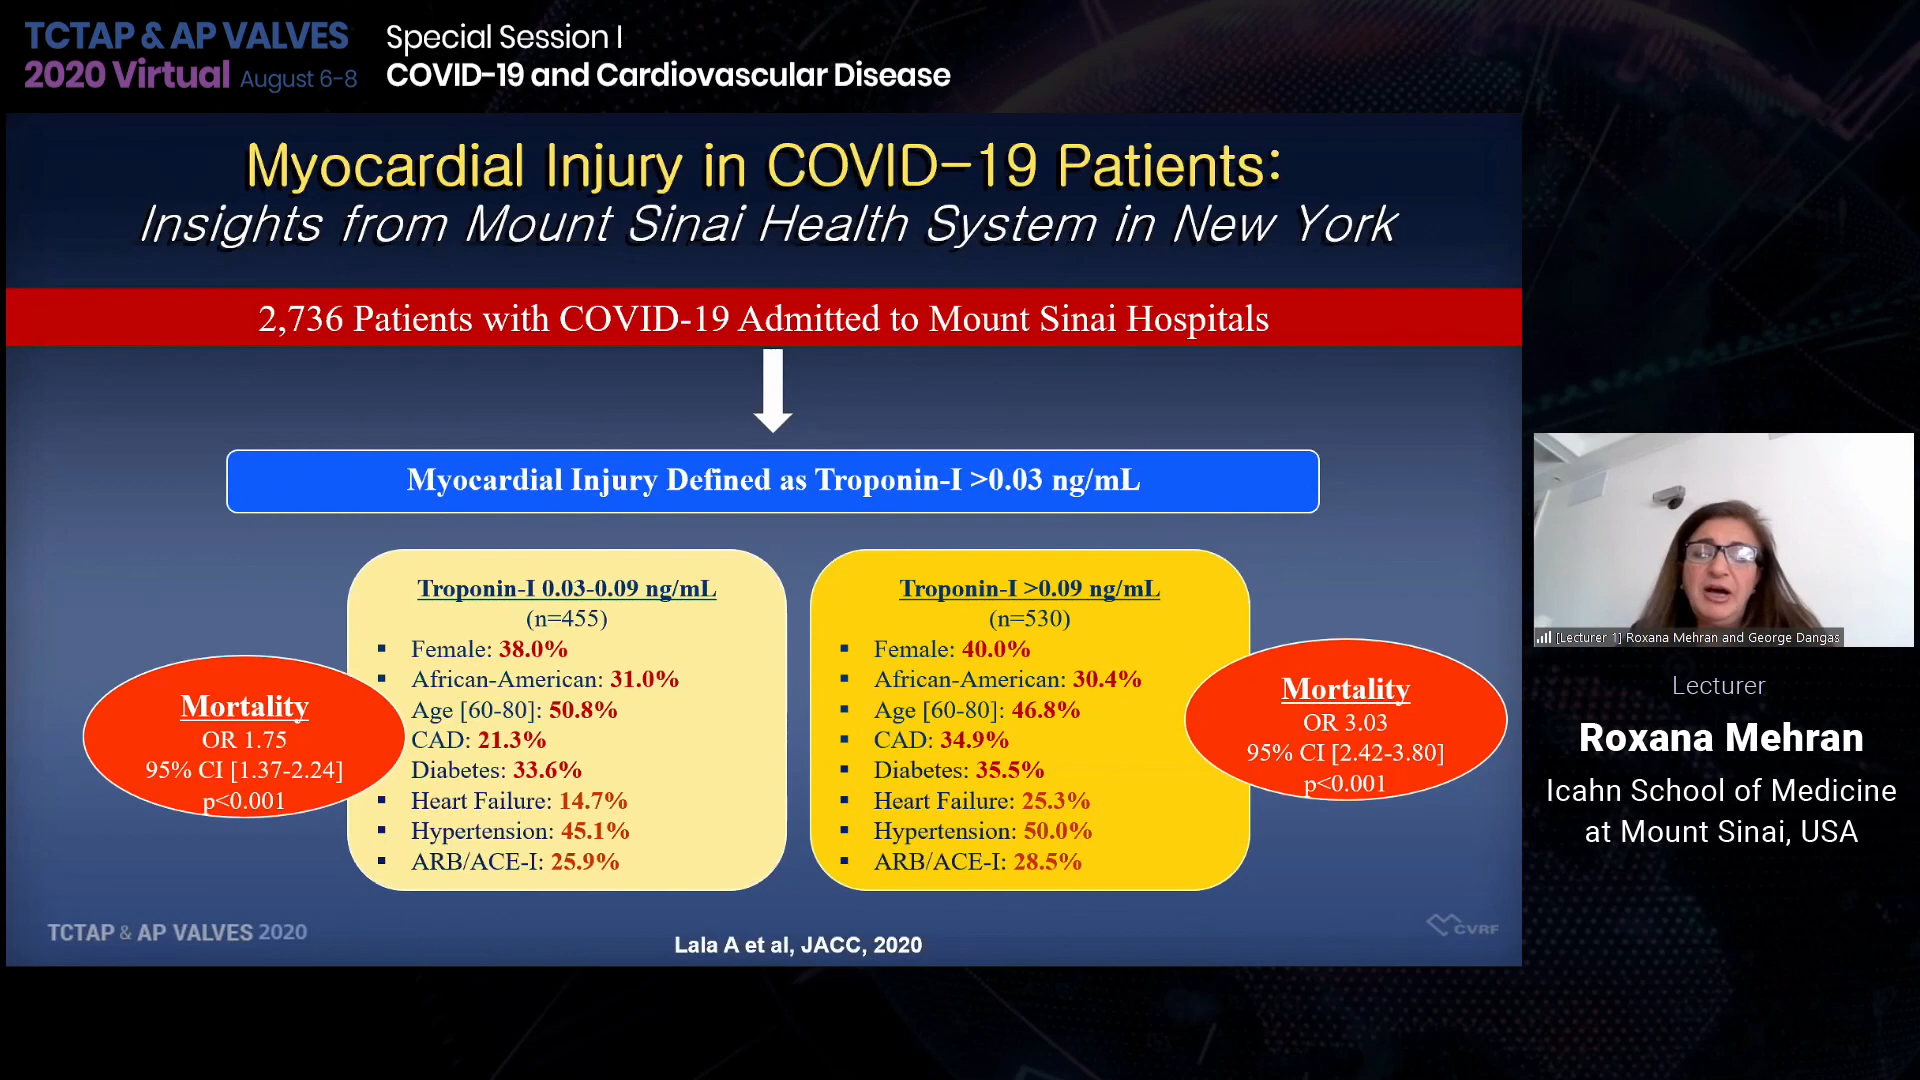 TCTAP & AP VALVES
2020 Virtual August 6-8
Special Session I
COVID-19 and Cardiovascular Disease
Myocardial Injury in COVID-19 Patients:
Insights from Mount Sinai Health System in New York
2,736 Patients with COVID-19 Admitted to Mount Sinai Hospitals
Myocardial Injury Defined as Troponin-I >0.03 ng/mL
Troponin-I 0.03-0.09 ng/mL
(n=455)
Female: 38.0%
African-American: 31.0%
Age [60-80]: 50.8%
CAD: 21.3%
Diabetes: 33.6%
Heart Failure: 14.7%
Hypertension: 45.1%
ARB/ACE-I: 25.9%
Mortality
OR 1.75
95% CI [1.37-2.24]
p<0.001
Troponin-I >0.09 ng/mL
(n=530)
Female: 40.0%
African-American: 30.4%
Age [60-80]: 46.8%
CAD: 34.9%
Diabetes: 35.5%
Heart Failure: 25.3%
Hypertension: 50.0%
ARB/ACE-I: 28.5%
Mortality
OR 3.03
95% CI [2.42-3.80]
p<0.001
TCTAP & AP VALVES 2020
Lala A et al, JACC, 2020
CVRF
[Lecturer 1] Roxana Mehran and George Dangas
Lecturer
Roxana Mehran
Icahn School of Medicine
at Mount Sinai, USA